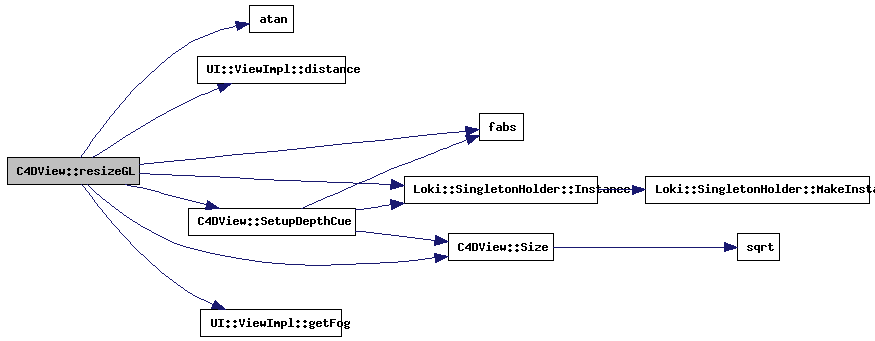 atan
UI::ViewImpl::distance
fabs
C4DView::resizeGL
Loki::SingletonHolder::Instance
Loki::SingletonHolder::MakeInsta
C4DView::SetupDepthCue
C4DView::Size
sqrt
UI::ViewImpl::getFog